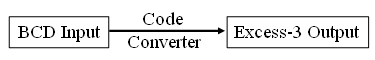 BCD Input
Code
Converter
Excess-3 Output